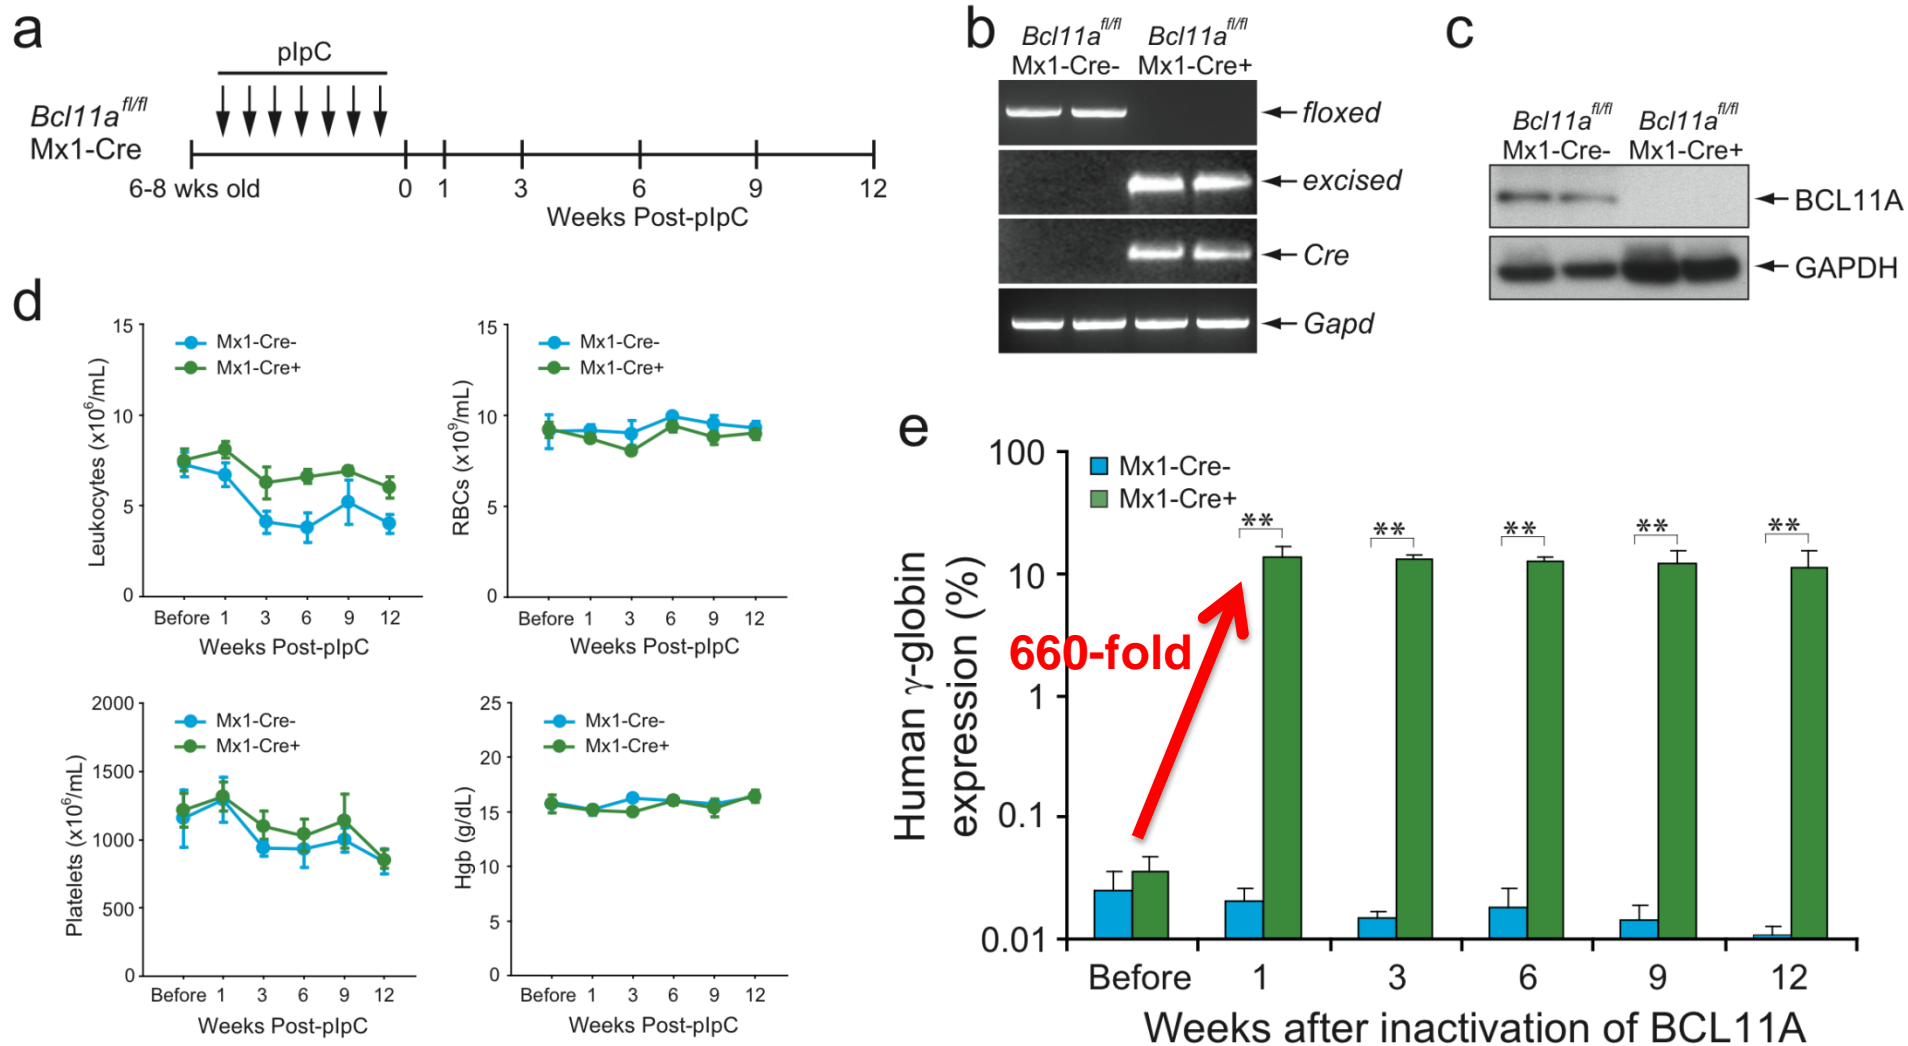 a
pIpC
Bcl11a fl/fl
Mx1-Cre
6-8 wks old 0 1 3 6 9 12
Weeks Post-pIpC
b
Bcl11a fl/fl Bcl11a fl/fl
Mx1-Cre- Mx1-Cre+
floxed
excised
Cre
Gapd
c
Bcl11a fl/fl Bcl11a fl/fl
Mx1-Cre- Mx1-Cre+
BCL11A
GAPDH
d
15
10
5
0
Leukocytes (x10⁶/mL)
Mx1-Cre-
Mx1-Cre+
Before 1 3 6 9 12
Weeks Post-pIpC
15
10
5
0
RBCs (x10⁹/mL)
Mx1-Cre-
Mx1-Cre+
Before 1 3 6 9 12
Weeks Post-pIpC
2000
1500
1000
500
0
Platelets (x10⁶/mL)
Mx1-Cre-
Mx1-Cre+
Before 1 3 6 9 12
Weeks Post-pIpC
25
20
15
10
5
0
Hgb (g/dL)
Mx1-Cre-
Mx1-Cre+
Before 1 3 6 9 12
Weeks Post-pIpC
e
100
10
1
0.1
0.01
Human γ-globin
expression (%)
Mx1-Cre-
Mx1-Cre+
** ** ** ** **
660-fold
Before 1 3 6 9 12
Weeks after inactivation of BCL11A